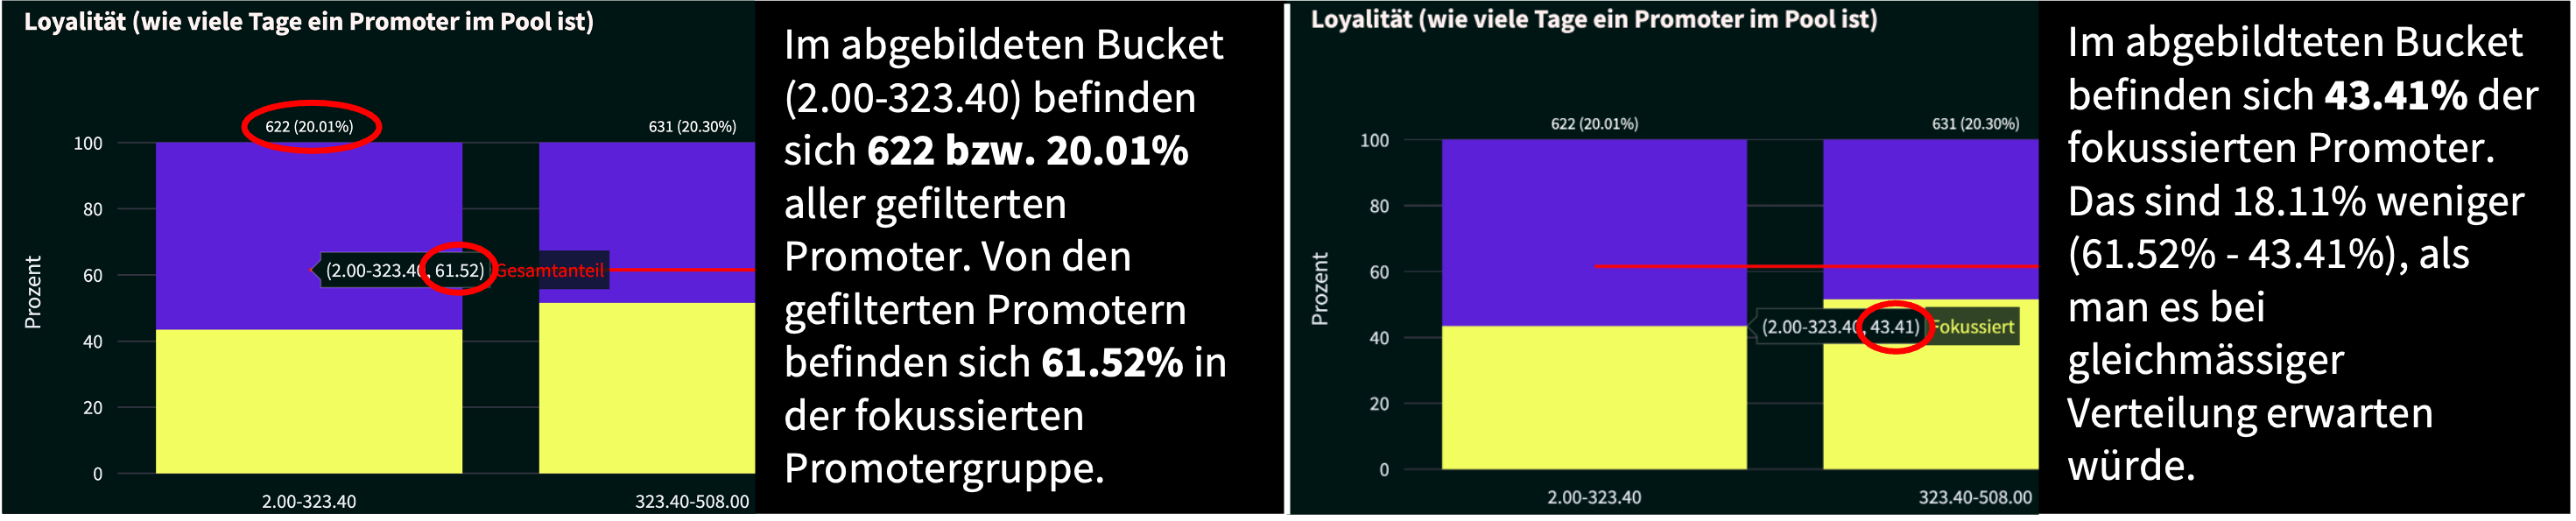 Loyalität (wie viele Tage ein Promoter im Pool ist)
622 (20.01%)
631 (20.30%)
100
80
(2.00-323.40, 61.52)
Gesamtanteil
60
40
20
0
Prozent
2.00-323.40
323.40-508.00
Im abgebildeten Bucket
(2.00-323.40) befinden
sich 622 bzw. 20.01%
aller gefilterten
Promoter. Von den
gefilterten Promotern
befinden sich 61.52% in
der fokussierten
Promotergruppe.
Loyalität (wie viele Tage ein Promoter im Pool ist)
622 (20.01%)
631 (20.30%)
100
80
60
(2.00-323.40, 43.41)
Fokussiert
40
20
0
Prozent
2.00-323.40
323.40-508.00
Im abgebildteten Bucket
befinden sich 43.41% der
fokussierten Promoter.
Das sind 18.11% weniger
(61.52% - 43.41%), als
man es bei
gleichmässiger
Verteilung erwarten
würde.